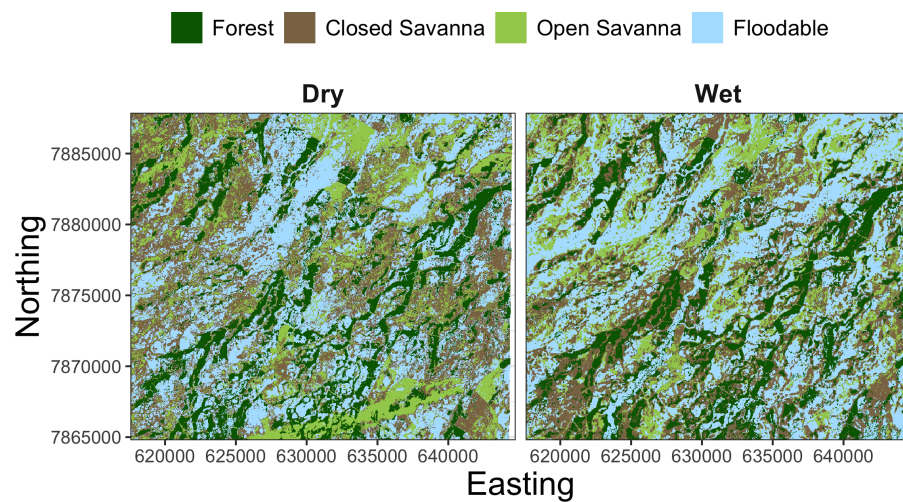 Forest Closed Savanna Open Savanna Floodable
Dry Wet
Northing
7885000
7880000
7875000
7870000
7865000
620000 625000 630000 635000 640000 620000 625000 630000 635000 640000
Easting